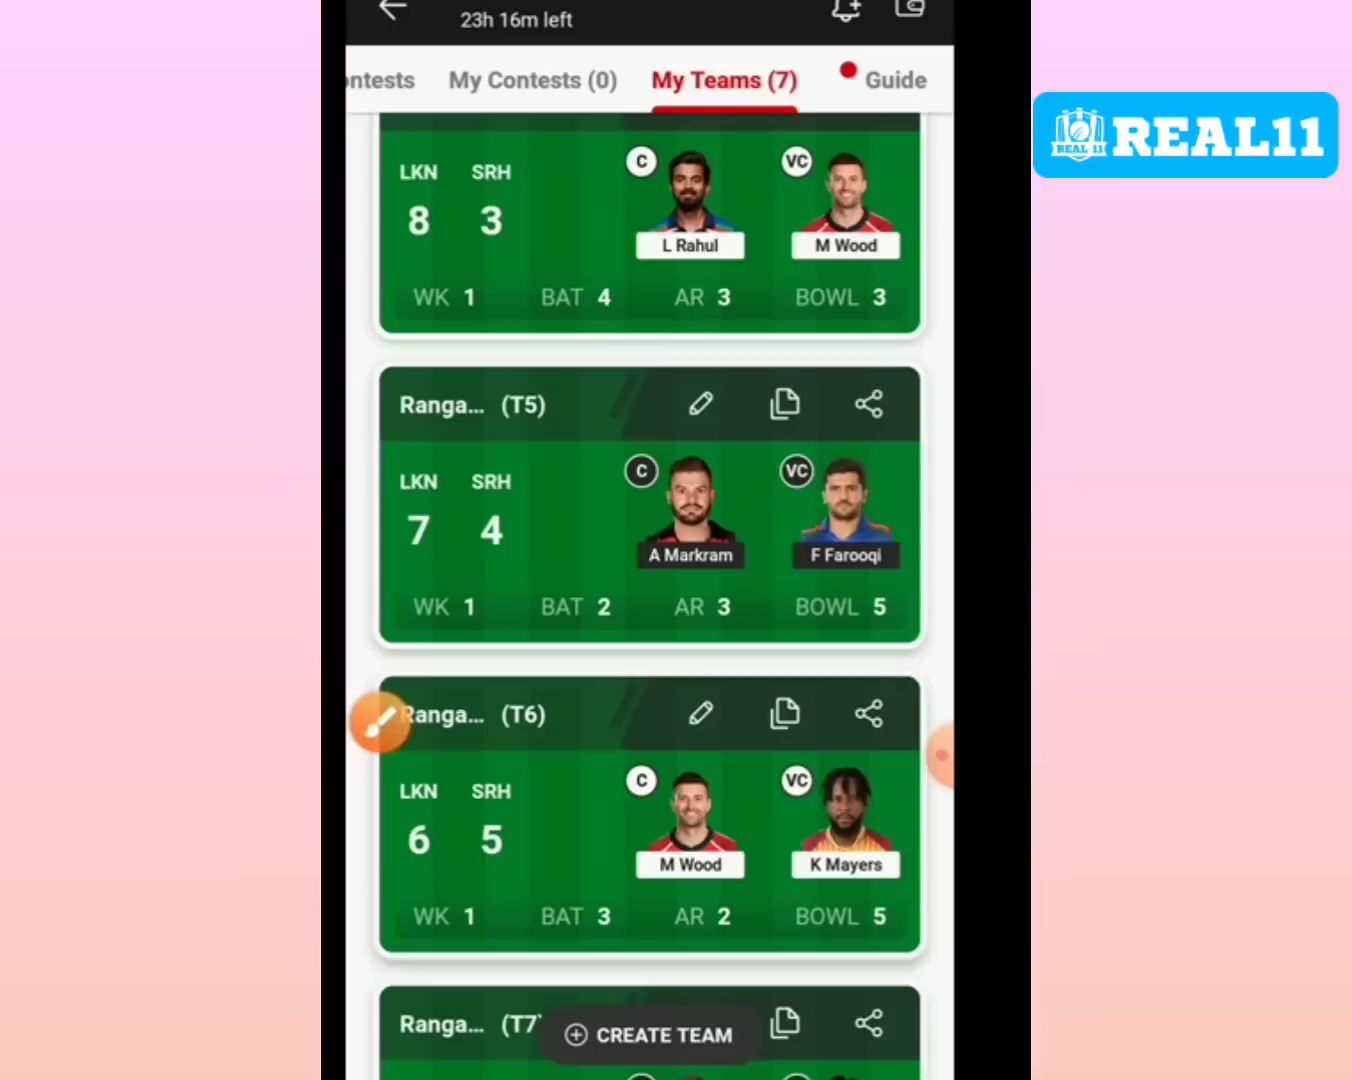 23h 16m left
ontests My Contests (0) My Teams (7) Guide
REAL 11 REAL11
LKN SRH C VC
8 3
L Rahul M Wood
WK 1 BAT 4 AR 3 BOWL 3
Ranga... (T5)
LKN SRH C VC
7 4
A Markram F Farooqi
WK 1 BAT 2 AR 3 BOWL 5
Ranga... (T6)
LKN SRH C VC
6 5
M Wood K Mayers
WK 1 BAT 3 AR 2 BOWL 5
Ranga... (T7)
CREATE TEAM